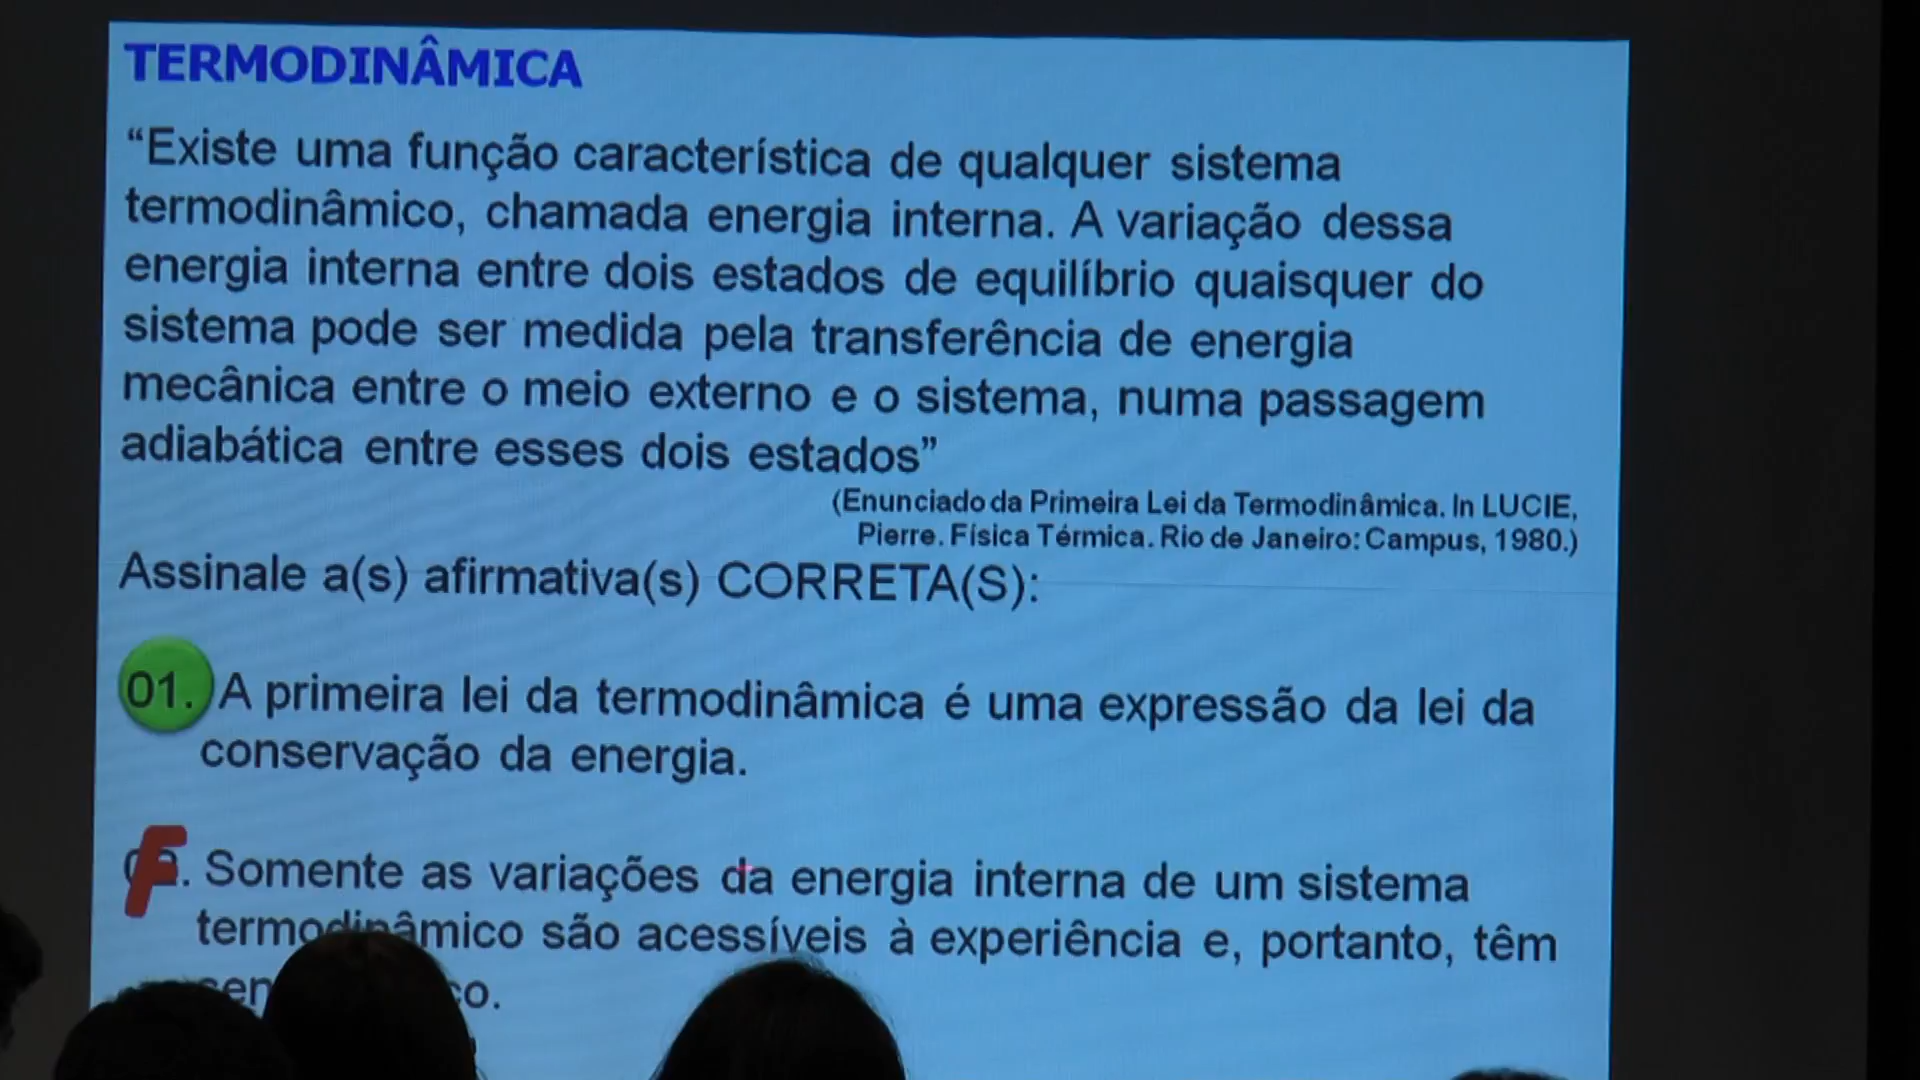 TERMODINÂMICA
“Existe uma função característica de qualquer sistema
termodinâmico, chamada energia interna. A variação dessa
energia interna entre dois estados de equilíbrio quaisquer do
sistema pode ser medida pela transferência de energia
mecânica entre o meio externo e o sistema, numa passagem
adiabática entre esses dois estados”
(Enunciado da Primeira Lei da Termodinâmica. In LUCIE,
Pierre. Física Térmica. Rio de Janeiro: Campus, 1980.)
Assinale a(s) afirmativa(s) CORRETA(S):
01. A primeira lei da termodinâmica é uma expressão da lei da
conservação da energia.
F
Somente as variações da energia interna de um sistema
termodinâmico são acessíveis à experiência e, portanto, têm